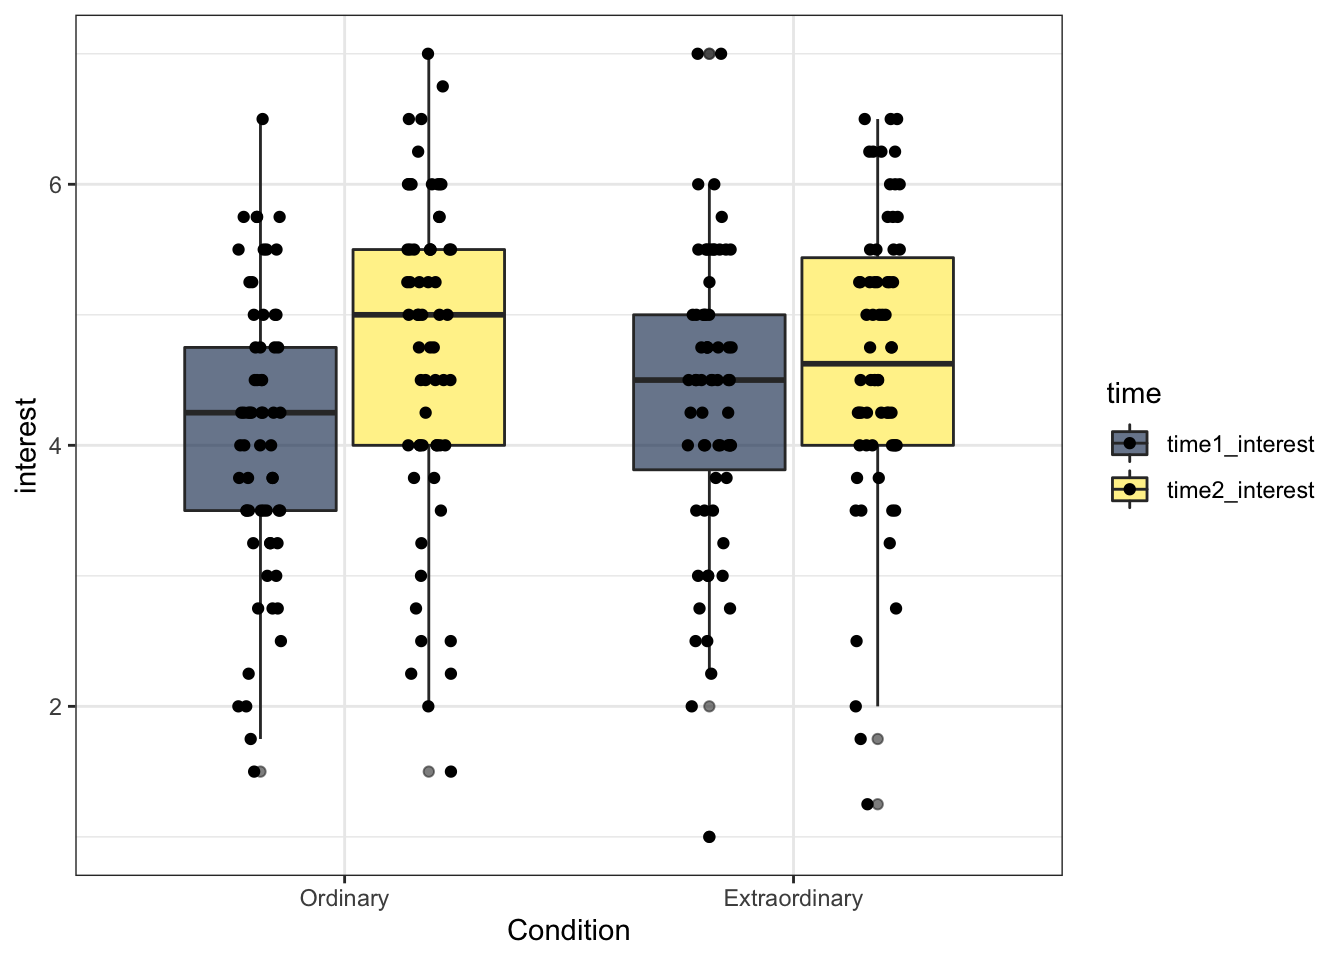 interest
6
4
2
Ordinary
Extraordinary
Condition
time
time1_interest
time2_interest